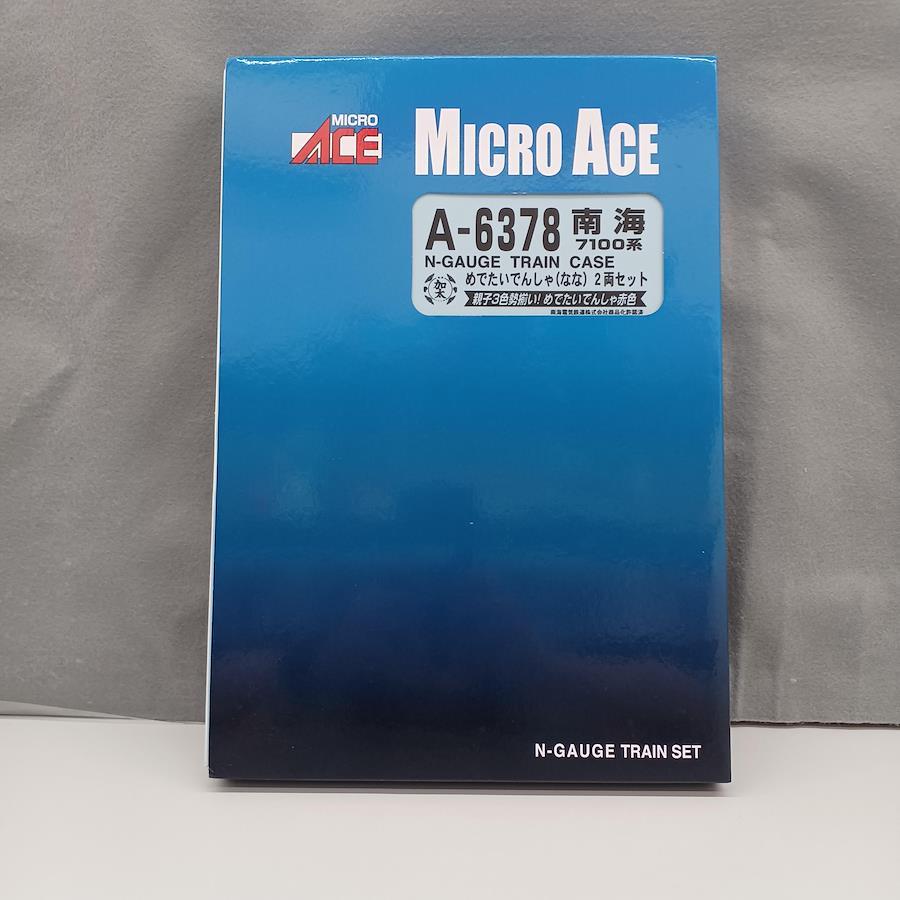 MICRO
ACE
MICRO ACE
A-6378 南海
7100系
N-GAUGE TRAIN CASE
加太
めでたいでんしゃ(なな) 2両セット
親子3色勢揃い! めでたいでんしゃ赤色
南海電気鉄道株式会社商品化許諾済
N-GAUGE TRAIN SET